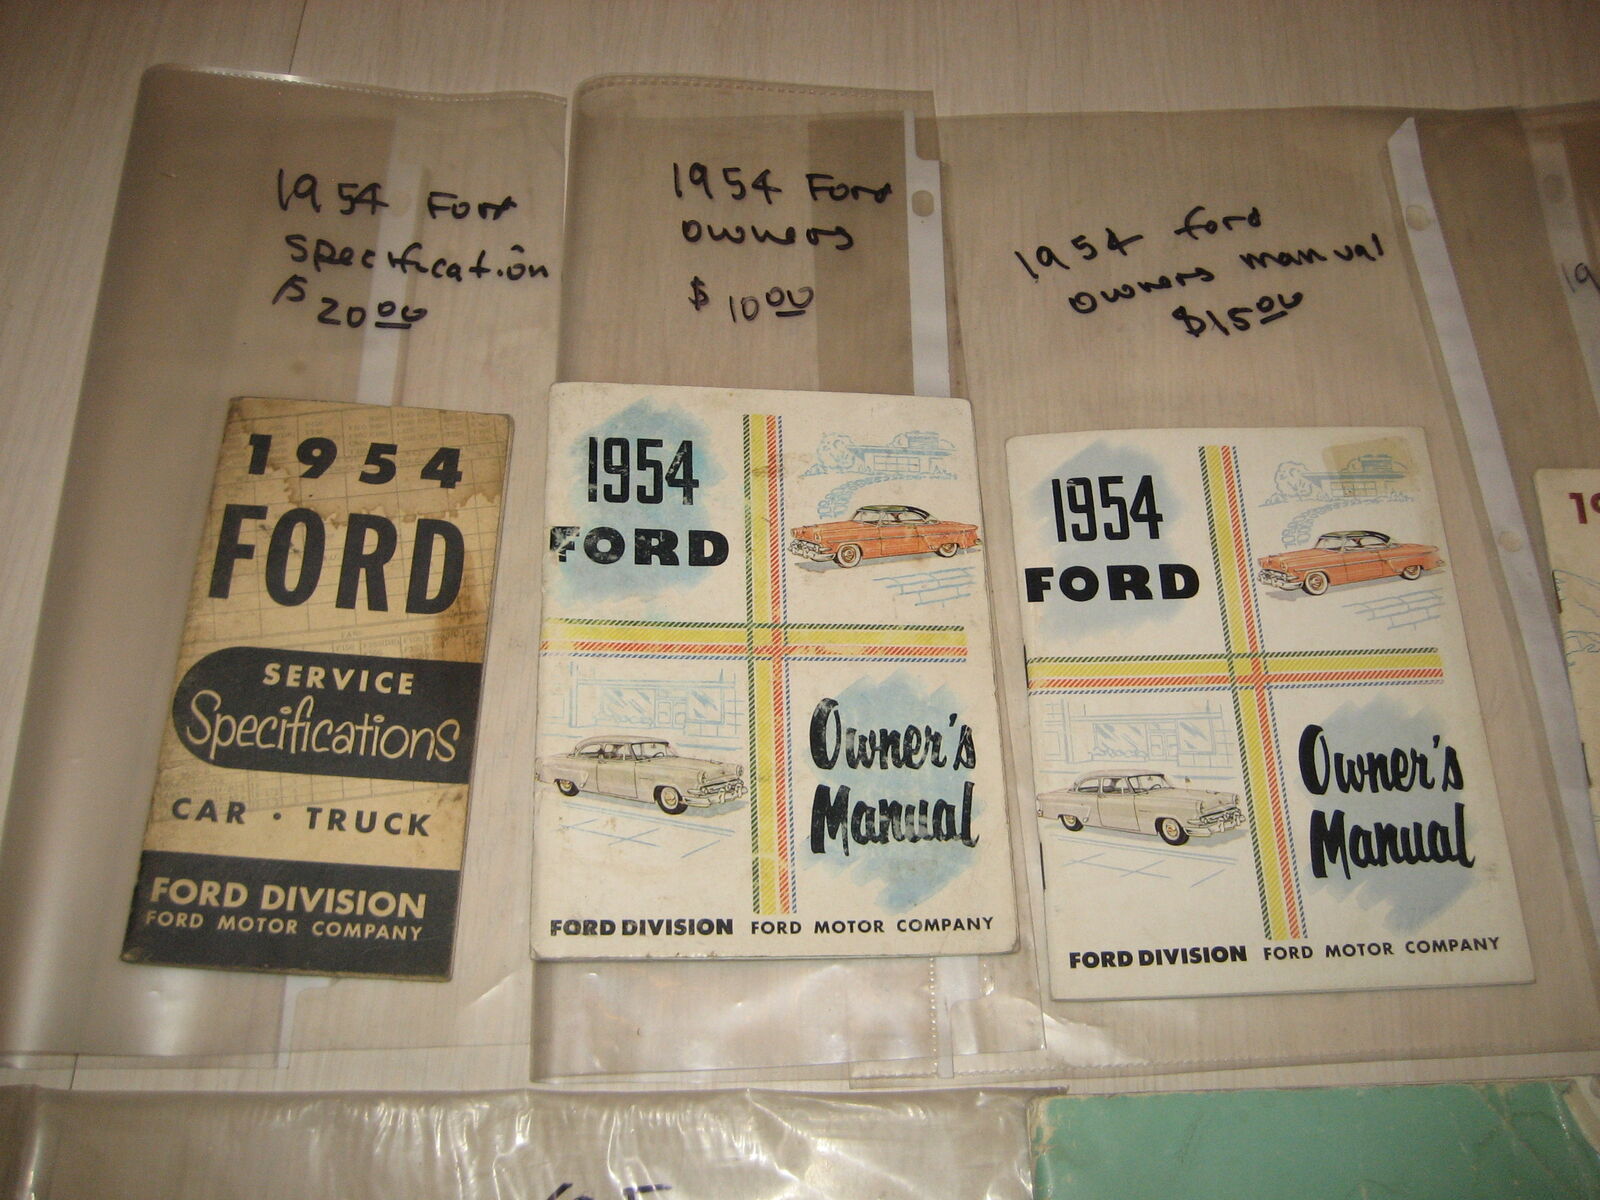 1954 Ford
specification
$ 20.00
1954 Ford
owners
$ 10.00
1954 ford
owners manual
$15.00
1954
FORD
SERVICE
Specifications
CAR • TRUCK
FORD DIVISION
FORD MOTOR COMPANY
1954
FORD
Owner's
Manual
FORD DIVISION FORD MOTOR COMPANY
1954
FORD
Owner's
Manual
FORD DIVISION FORD MOTOR COMPANY
19
19